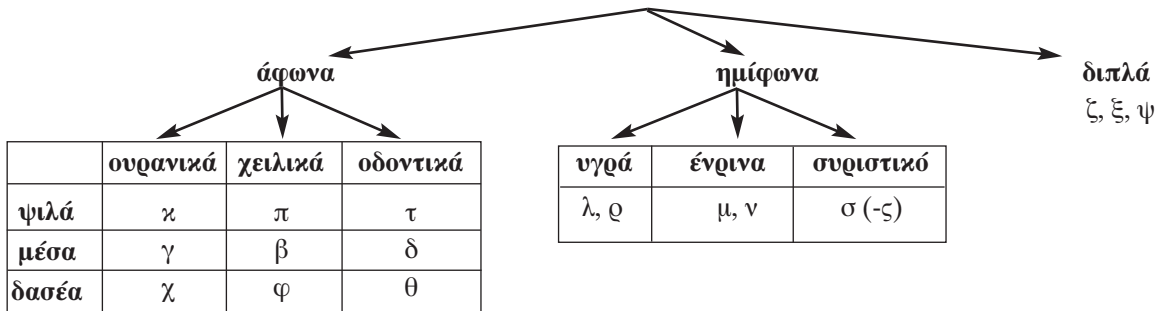 άφωνα ημίφωνα διπλά
ζ, ξ, ψ
ουρανικά χειλικά οδοντικά
ψιλά κ π τ
μέσα γ β δ
δασέα χ φ θ
υγρά ένρινα συριστικό
λ, ρ μ, ν σ (-ς)